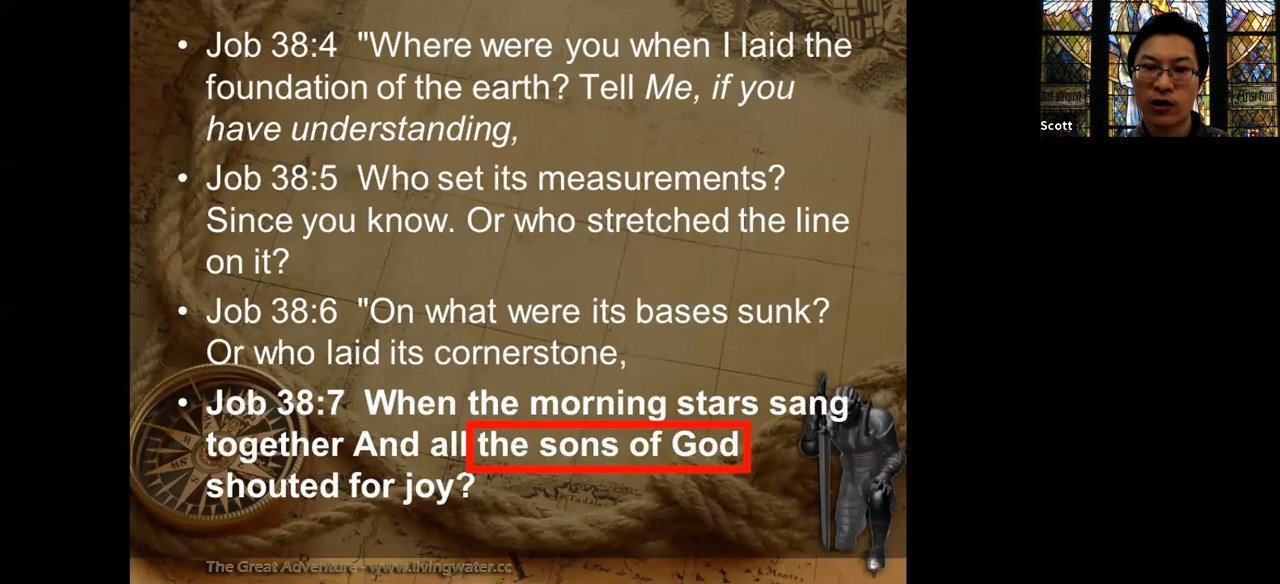 • Job 38:4 "Where were you when I laid the
foundation of the earth? Tell Me, if you
have understanding,
• Job 38:5 Who set its measurements?
Since you know. Or who stretched the line
on it?
• Job 38:6 "On what were its bases sunk?
Or who laid its cornerstone,
• Job 38:7 When the morning stars sang
together And all the sons of God
shouted for joy?
The Great Adventure - www.livingwater.cc
Scott